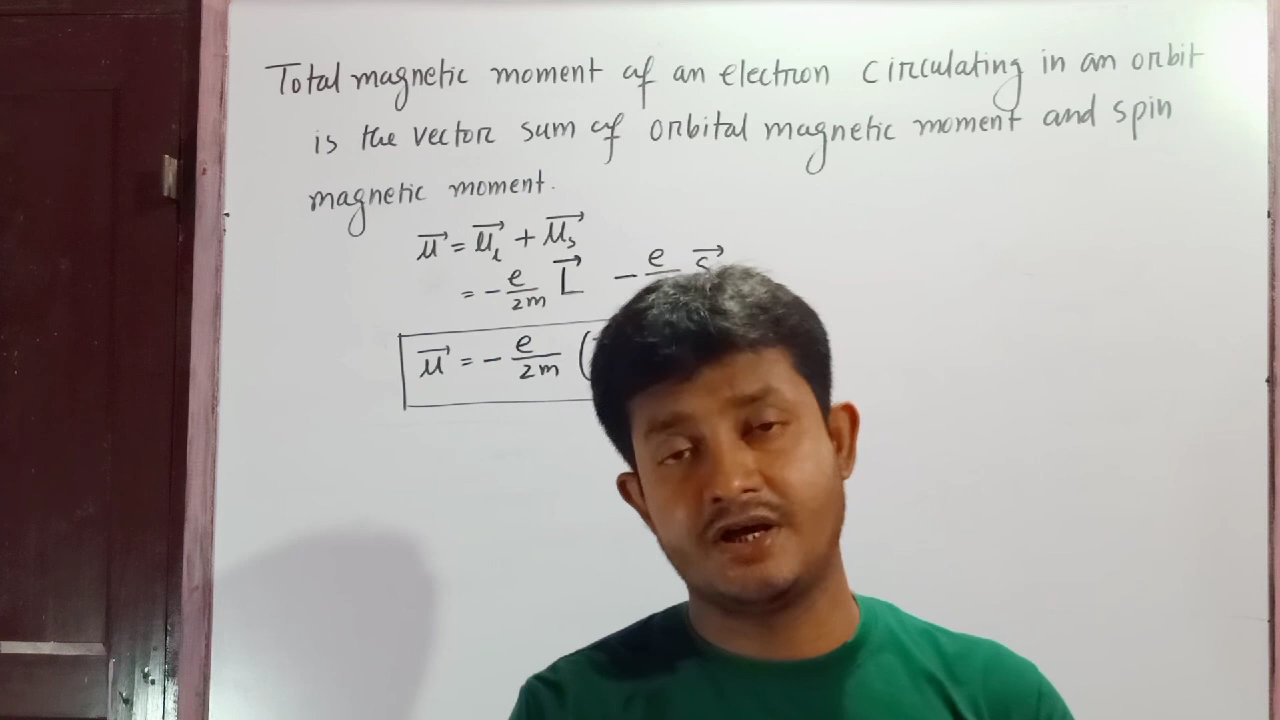 Total magnetic moment of an electron circulating in an orbit
is the vector sum of orbital magnetic moment and spin
magnetic moment.
μ⃗ = μ⃗ₗ + μ⃗ₛ
= - e/2m L⃗ - e/ S⃗
μ⃗ = - e/2m (